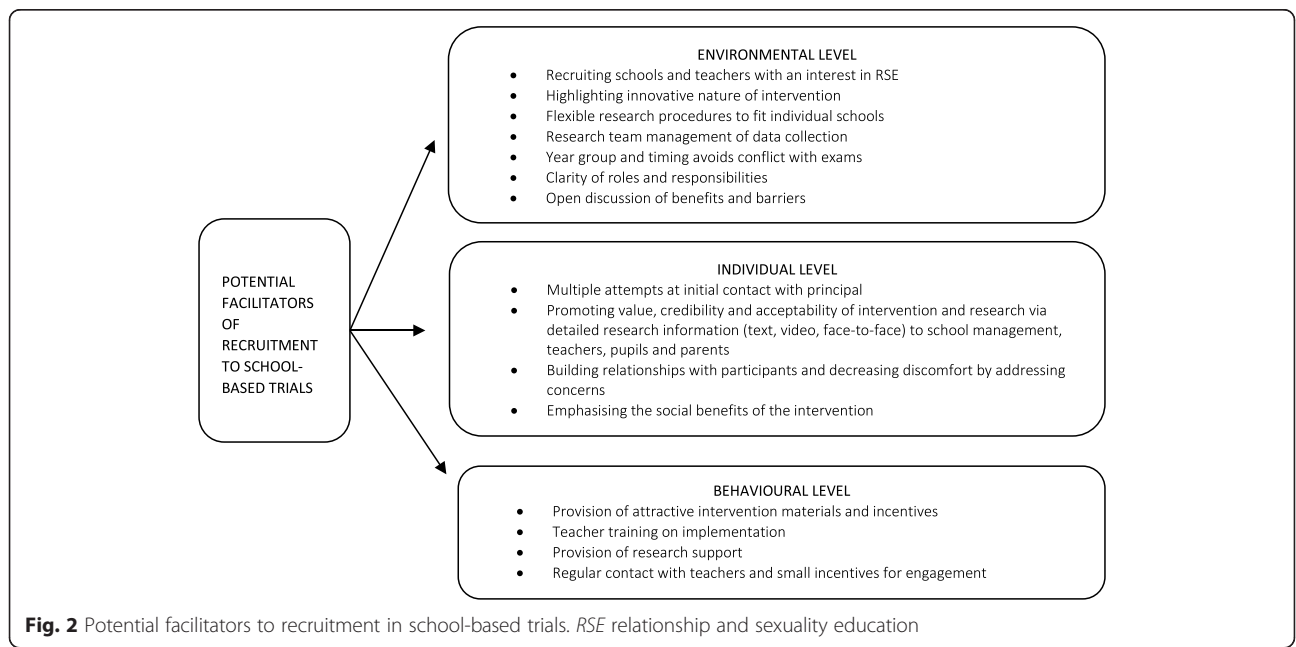 ENVIRONMENTAL LEVEL
• Recruiting schools and teachers with an interest in RSE
• Highlighting innovative nature of intervention
• Flexible research procedures to fit individual schools
• Research team management of data collection
• Year group and timing avoids conflict with exams
• Clarity of roles and responsibilities
• Open discussion of benefits and barriers
POTENTIAL
FACILITATORS
OF
RECRUITMENT
TO SCHOOL-
BASED TRIALS
INDIVIDUAL LEVEL
• Multiple attempts at initial contact with principal
• Promoting value, credibility and acceptability of intervention and research via
detailed research information (text, video, face-to-face) to school management,
teachers, pupils and parents
• Building relationships with participants and decreasing discomfort by addressing
concerns
• Emphasising the social benefits of the intervention
BEHAVIOURAL LEVEL
• Provision of attractive intervention materials and incentives
• Teacher training on implementation
• Provision of research support
• Regular contact with teachers and small incentives for engagement
Fig. 2 Potential facilitators to recruitment in school-based trials. RSE relationship and sexuality education